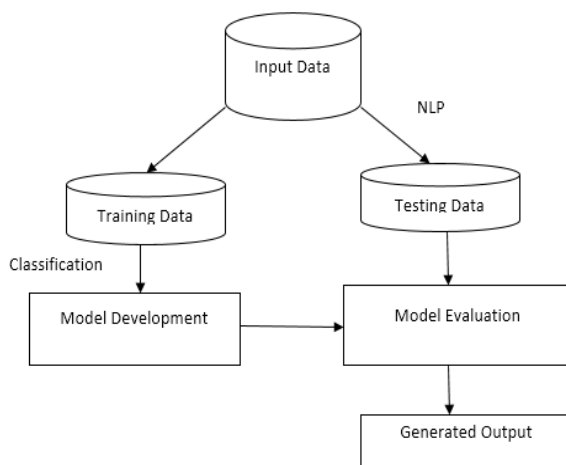 Input Data
NLP
Training Data
Testing Data
Classification
Model Development
Model Evaluation
Generated Output